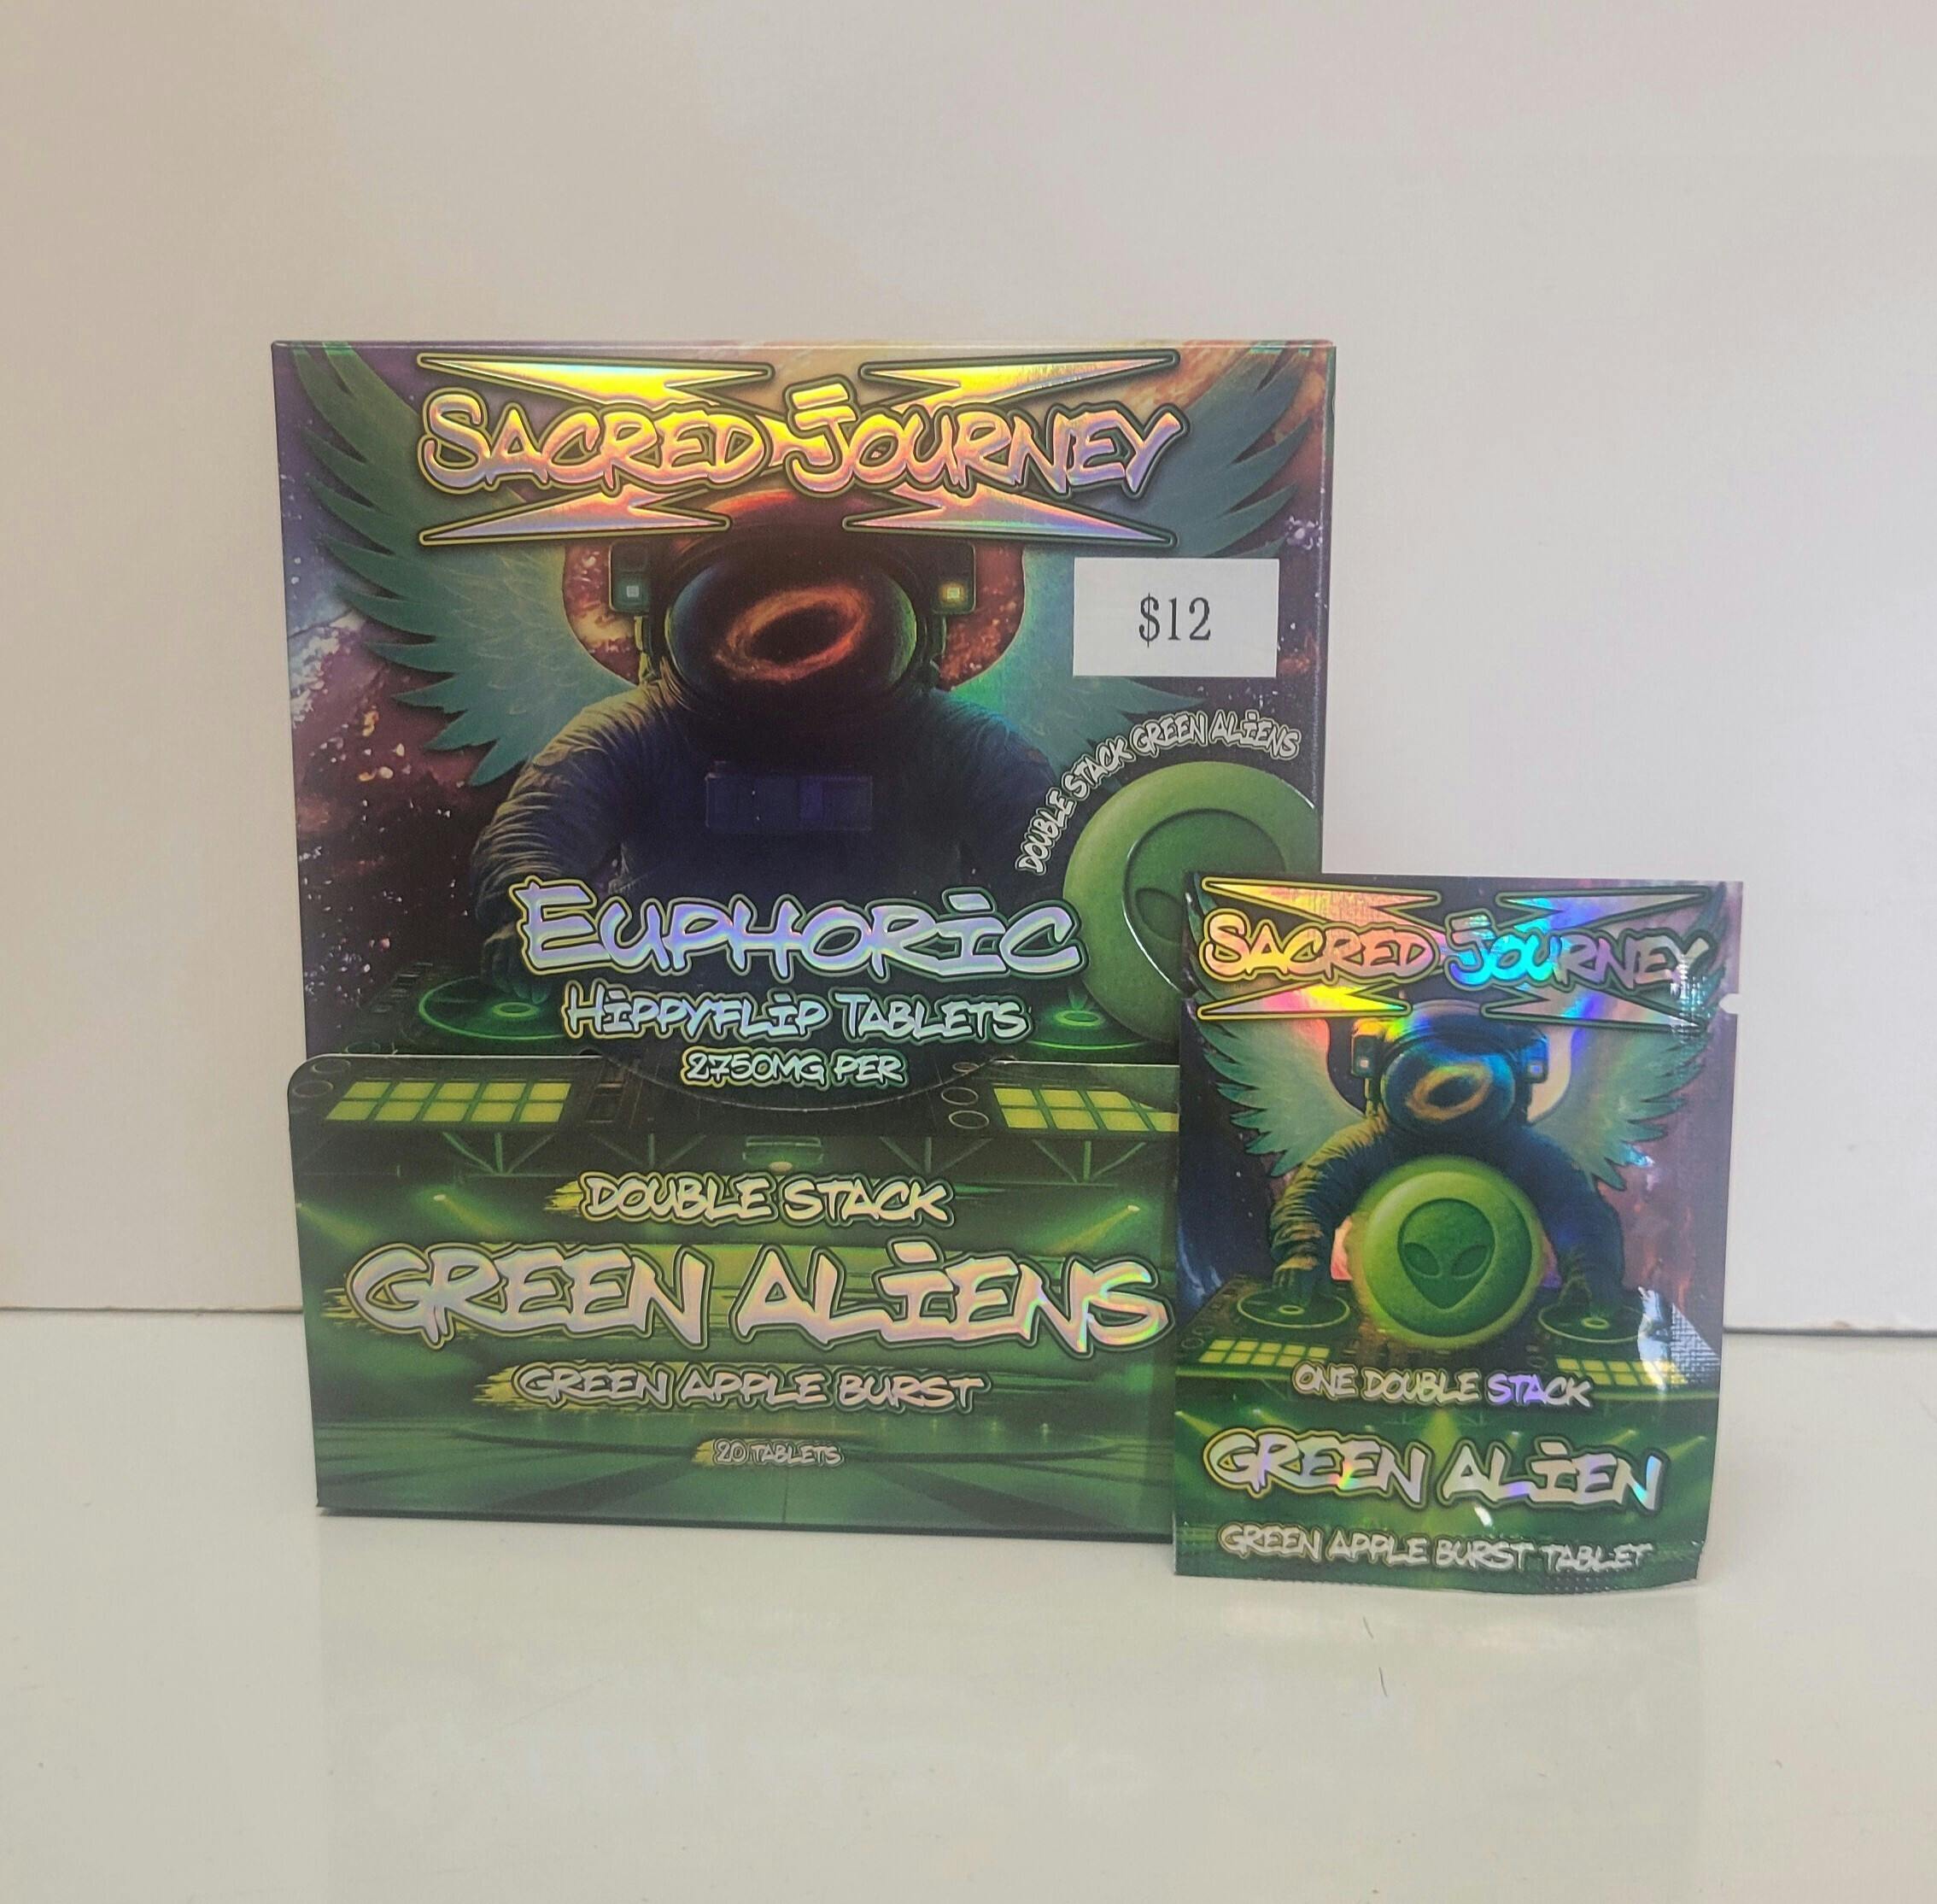 SACRED JOURNEY
$12
DOUBLE STACK GREEN ALIENS
EUPHORIC
HIPPYFLIP TABLETS
2750MG PER
DOUBLE STACK
GREEN ALIENS
GREEN APPLE BURST
20 TABLETS
SACRED JOURNEY
ONE DOUBLE STACK
GREEN ALIEN
GREEN APPLE BURST TABLET